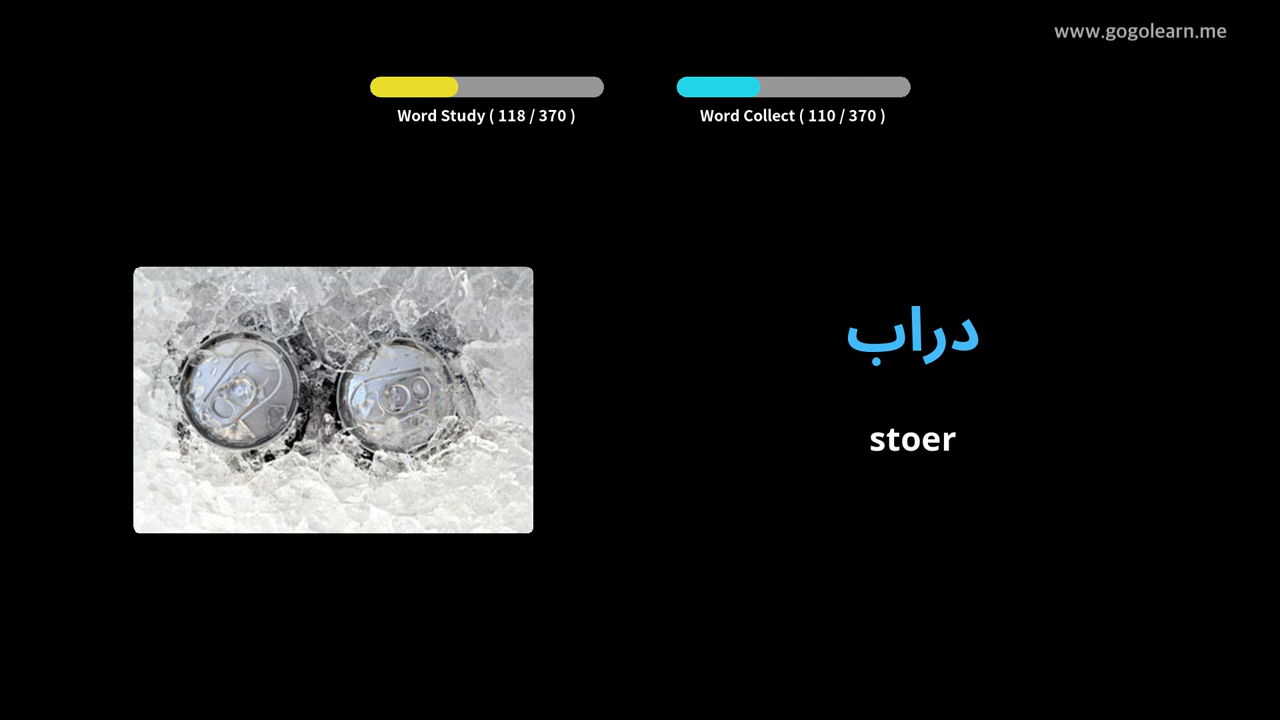 www.gogolearn.me
Word Study ( 118 / 370 )
Word Collect ( 110 / 370 )
دراب
stoer